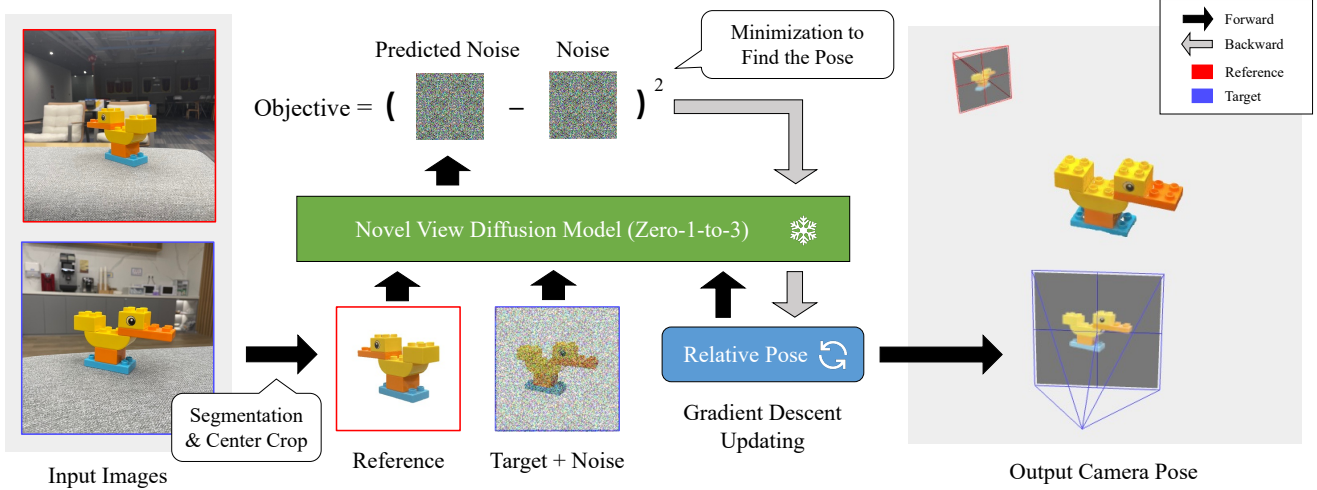 Forward
Backward
Reference
Target
Minimization to
Find the Pose
Predicted Noise
Noise
Objective = ( − ) 2
Novel View Diffusion Model (Zero-1-to-3)
Relative Pose
Segmentation
& Center Crop
Gradient Descent
Updating
Input Images
Reference
Target + Noise
Output Camera Pose